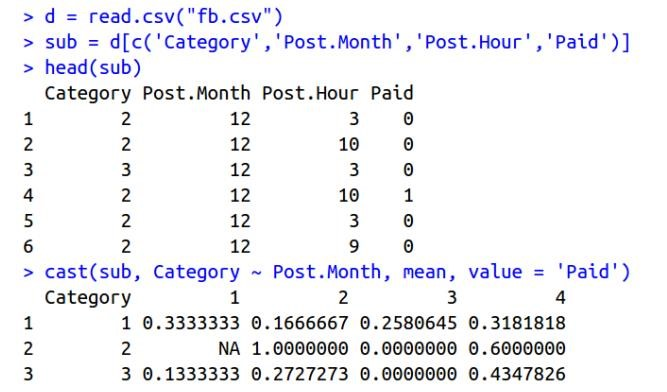 > d = read.csv("fb.csv")
> sub = d[c('Category','Post.Month','Post.Hour','Paid')]
> head(sub)
  Category Post.Month Post.Hour Paid
1        2         12         3    0
2        2         12        10    0
3        3         12         3    0
4        2         12        10    1
5        2         12         3    0
6        2         12         9    0
> cast(sub, Category ~ Post.Month, mean, value = 'Paid')
  Category         1         2         3         4
1        1 0.3333333 0.1666667 0.2580645 0.3181818
2        2        NA 1.0000000 0.0000000 0.6000000
3        3 0.1333333 0.2727273 0.0000000 0.4347826